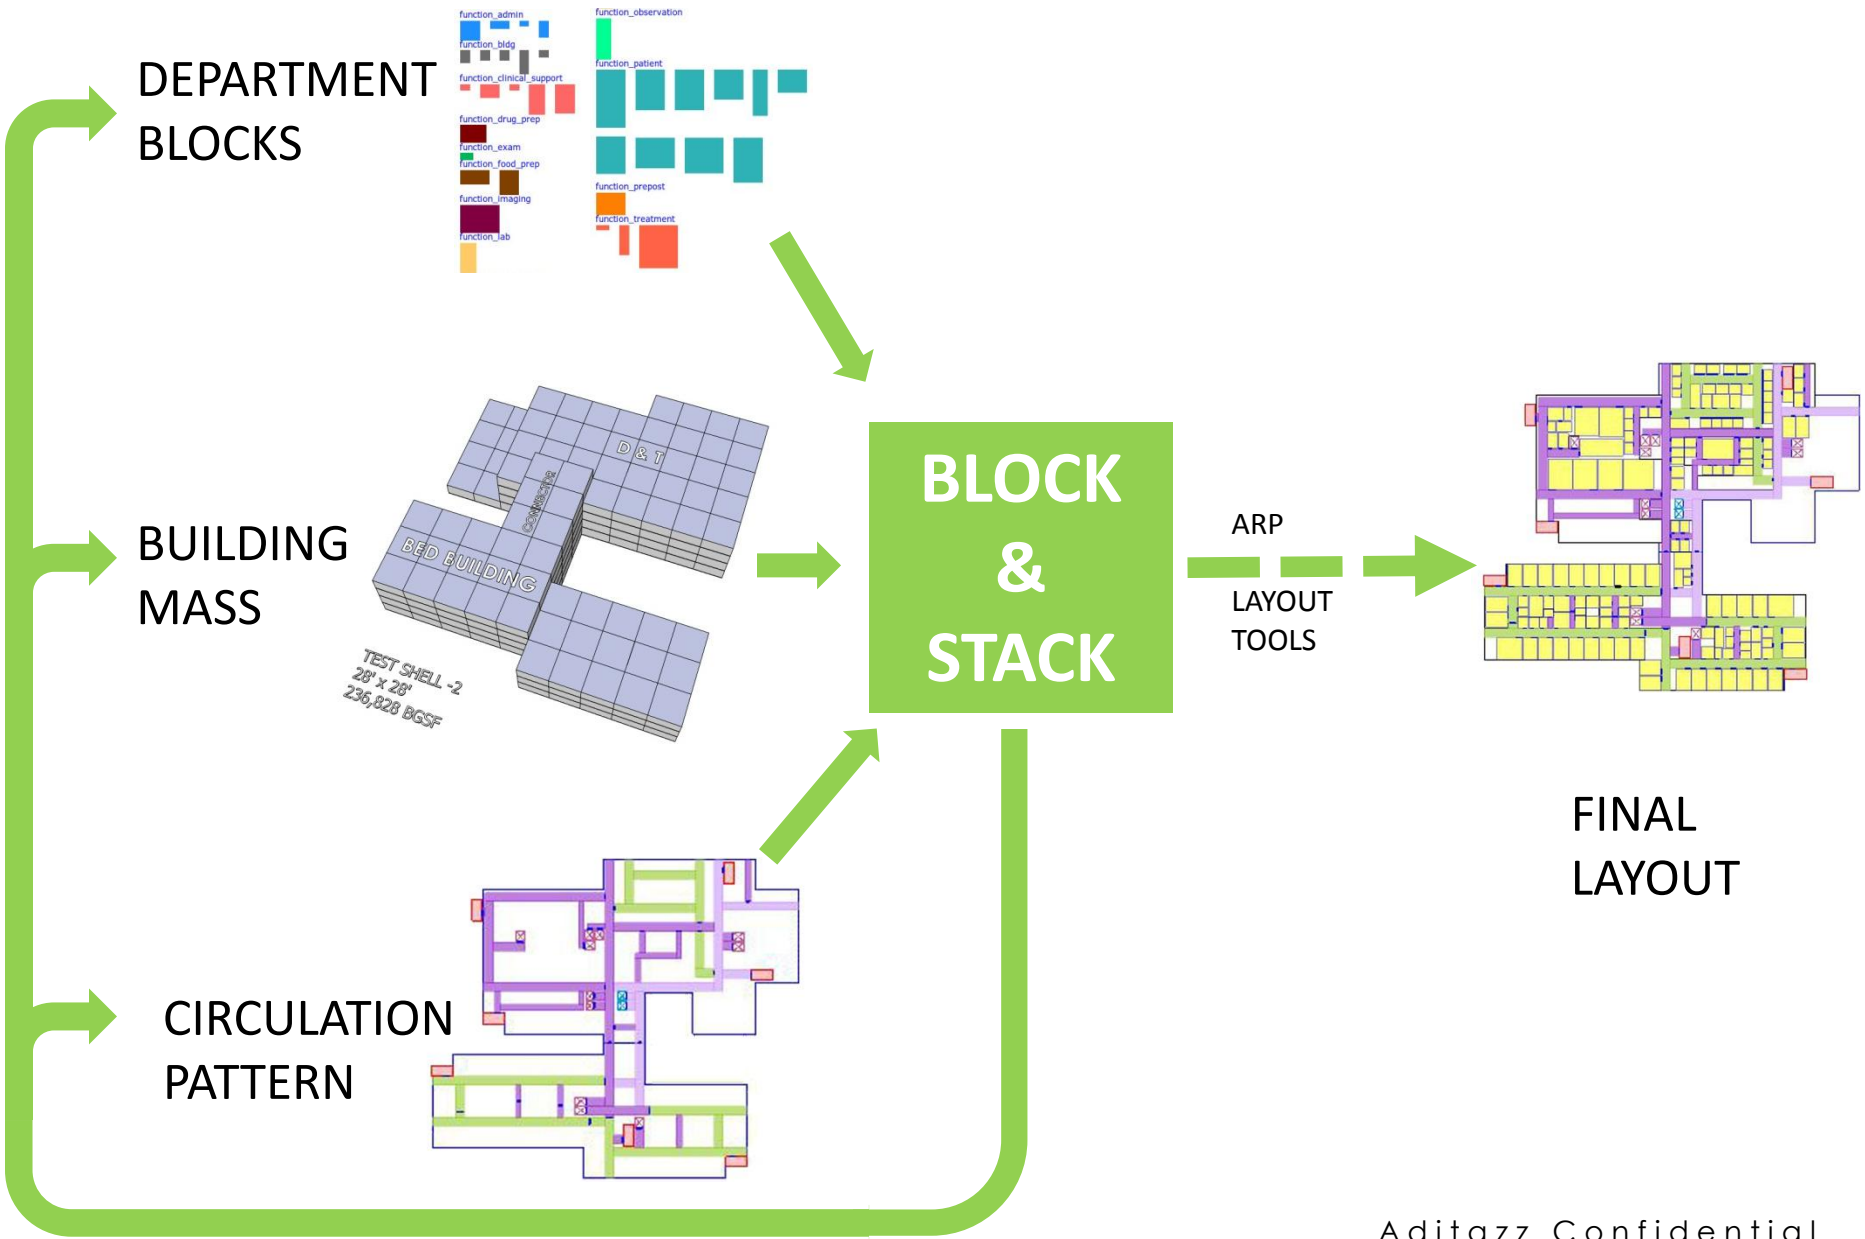 function_admin
function_bldg
function_clinical_support
function_drug_prep
function_exam
function_food_prep
function_imaging
function_lab
function_observation
function_patient
function_prepost
function_treatment
DEPARTMENT
BLOCKS
D & T
CONNECTOR
BED BUILDING
TEST SHELL -2
28' x 28'
236,828 BGSF
BUILDING
MASS
BLOCK
&
STACK
ARP
LAYOUT
TOOLS
FINAL
LAYOUT
CIRCULATION
PATTERN
Aditazz Confidential